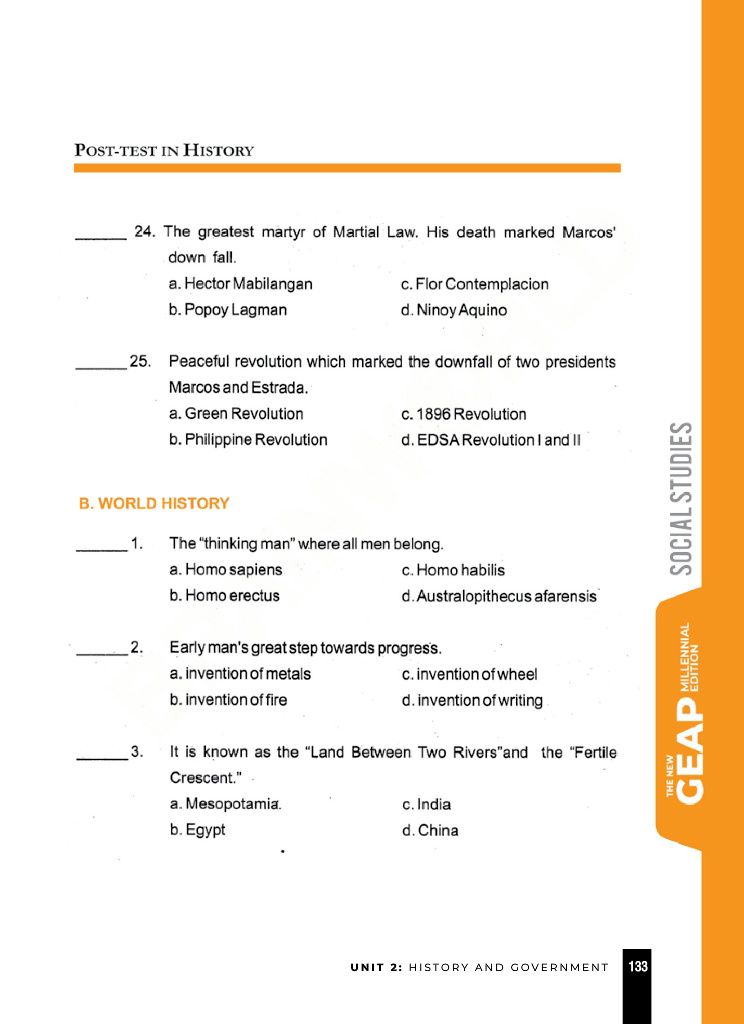 POST-TEST IN HISTORY
______ 24. The greatest martyr of Martial Law. His death marked Marcos'
down fall.
a. Hector Mabilangan c. Flor Contemplacion
b. Popoy Lagman d. Ninoy Aquino
______ 25. Peaceful revolution which marked the downfall of two presidents
Marcos and Estrada.
a. Green Revolution c. 1896 Revolution
b. Philippine Revolution d. EDSA Revolution I and II
B. WORLD HISTORY
______ 1. The “thinking man” where all men belong.
a. Homo sapiens c. Homo habilis
b. Homo erectus d. Australopithecus afarensis
______ 2. Early man's great step towards progress.
a. invention of metals c. invention of wheel
b. invention of fire d. invention of writing
______ 3. It is known as the “Land Between Two Rivers”and the “Fertile
Crescent.”
a. Mesopotamia. c. India
b. Egypt d. China
SOCIAL STUDIES
THE NEW
GEAP
MILLENNIAL
EDITION
UNIT 2: HISTORY AND GOVERNMENT 133